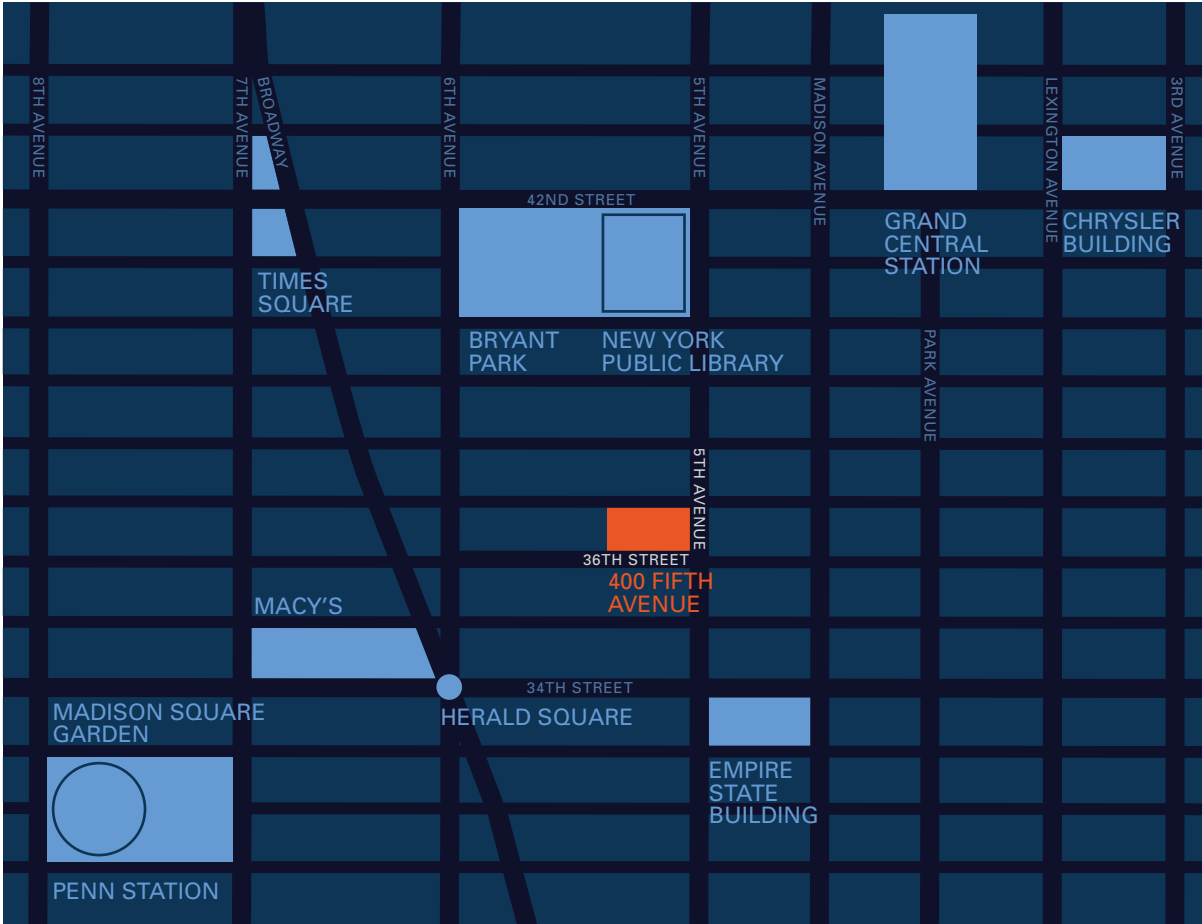 8TH AVENUE
7TH AVENUE
BROADWAY
6TH AVENUE
5TH AVENUE
MADISON AVENUE
LEXINGTON AVENUE
3RD AVENUE
42ND STREET
GRAND
CENTRAL
STATION
CHRYSLER
BUILDING
TIMES
SQUARE
BRYANT
PARK
NEW YORK
PUBLIC LIBRARY
PARK AVENUE
5TH AVENUE
36TH STREET
400 FIFTH
AVENUE
MACY'S
34TH STREET
MADISON SQUARE
GARDEN
HERALD SQUARE
EMPIRE
STATE
BUILDING
PENN STATION